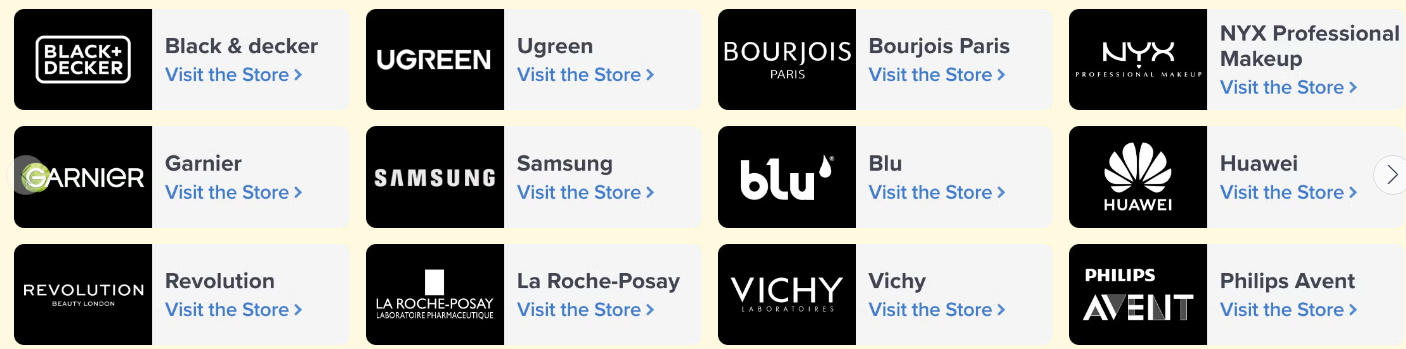 BLACK+
DECKER
Black & decker
Visit the Store
UGREEN
Ugreen
Visit the Store
BOURJOIS
PARIS
Bourjois Paris
Visit the Store
NYX
PROFESSIONAL MAKEUP
NYX Professional
Makeup
Visit the Store
GARNIER
Garnier
Visit the Store
SAMSUNG
Samsung
Visit the Store
blu
Blu
Visit the Store
HUAWEI
Huawei
Visit the Store
REVOLUTION
BEAUTY LONDON
Revolution
Visit the Store
LA ROCHE-POSAY
LABORATOIRE PHARMACEUTIQUE
La Roche-Posay
Visit the Store
VICHY
LABORATOIRES
Vichy
Visit the Store
PHILIPS
AVENT
Philips Avent
Visit the Store